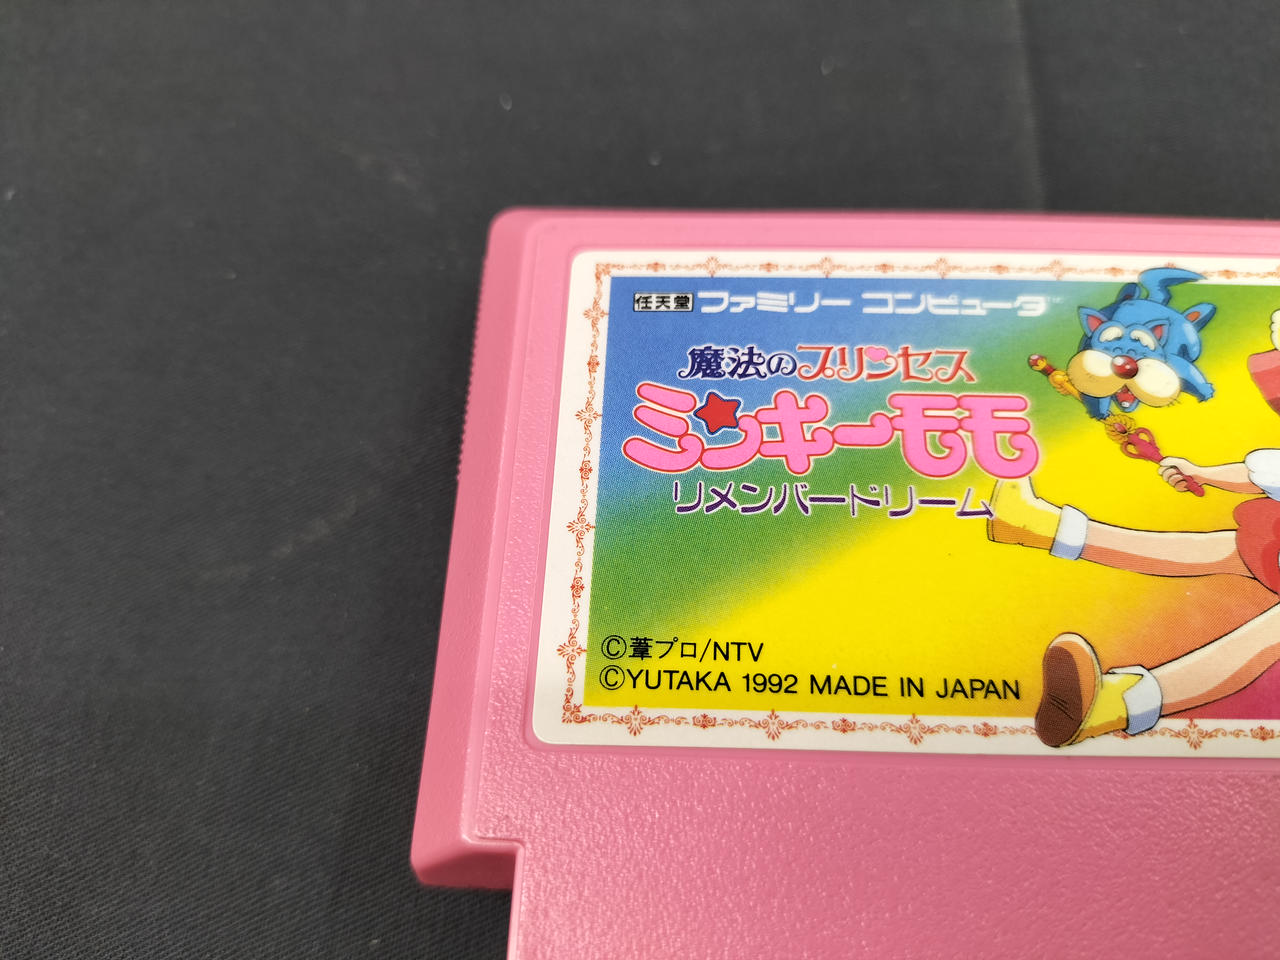 任天堂 ファミリー コンピュータ™
魔法のプリンセス
ミンキーモモ
リメンバードリーム
©葦プロ/NTV
©YUTAKA 1992 MADE IN JAPAN